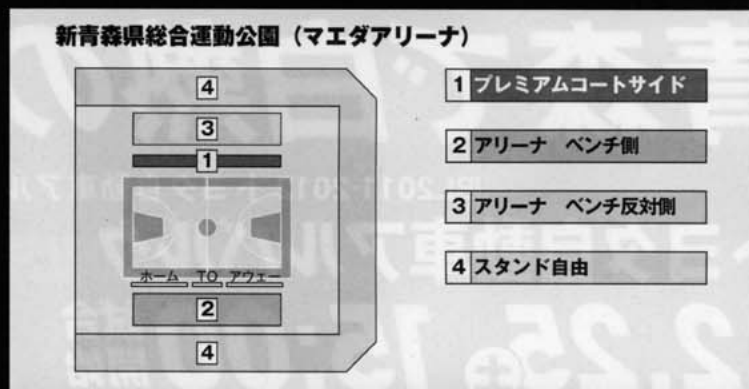 新青森県総合運動公園(マエダアリーナ)
4
3
1
ホーム TO アウェー
2
4
1 プレミアムコートサイド
2 アリーナ ベンチ側
3 アリーナ ベンチ反対側
4 スタンド自由